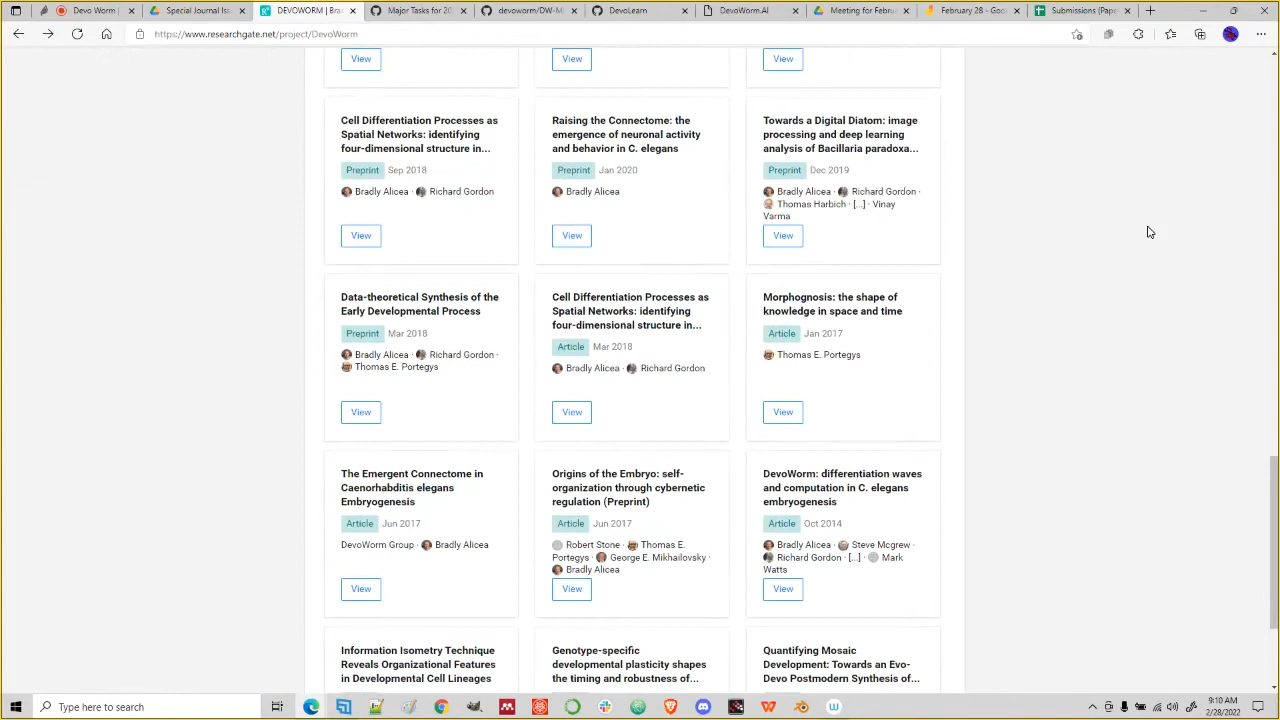 Devo Worm |
Special Journal Iss
DEVOWORM | Bra
Major Tasks for 20
devoworm/DW-M
DevoLearn
DevoWorm.AI
Meeting for Februa
February 28 - Goo
Submissions (Pape
https://www.researchgate.net/project/DevoWorm
View
View
View
Cell Differentiation Processes as
Spatial Networks: identifying
four-dimensional structure in...
Preprint Sep 2018
Bradly Alicea · Richard Gordon
View
Raising the Connectome: the
emergence of neuronal activity
and behavior in C. elegans
Preprint Jan 2020
Bradly Alicea
View
Towards a Digital Diatom: image
processing and deep learning
analysis of Bacillaria paradoxa...
Preprint Dec 2019
Bradly Alicea · Richard Gordon ·
Thomas Harbich · [...] · Vinay
Varma
View
Data-theoretical Synthesis of the
Early Developmental Process
Preprint Mar 2018
Bradly Alicea · Richard Gordon ·
Thomas E. Portegys
View
Cell Differentiation Processes as
Spatial Networks: identifying
four-dimensional structure in...
Article Mar 2018
Bradly Alicea · Richard Gordon
View
Morphognosis: the shape of
knowledge in space and time
Article Jan 2017
Thomas E. Portegys
View
The Emergent Connectome in
Caenorhabditis elegans
Embryogenesis
Article Jun 2017
DevoWorm Group · Bradly Alicea
View
Origins of the Embryo: self-
organization through cybernetic
regulation (Preprint)
Article Jun 2017
Robert Stone · Thomas E.
Portegys · George E. Mikhailovsky ·
Bradly Alicea
View
DevoWorm: differentiation waves
and computation in C. elegans
embryogenesis
Article Oct 2014
Bradly Alicea · Steve Mcgrew ·
Richard Gordon · [...] · Mark
Watts
View
Information Isometry Technique
Reveals Organizational Features
in Developmental Cell Lineages
Genotype-specific
developmental plasticity shapes
the timing and robustness of...
Quantifying Mosaic
Development: Towards an Evo-
Devo Postmodern Synthesis of...
Type here to search
9:10 AM
2/28/2022